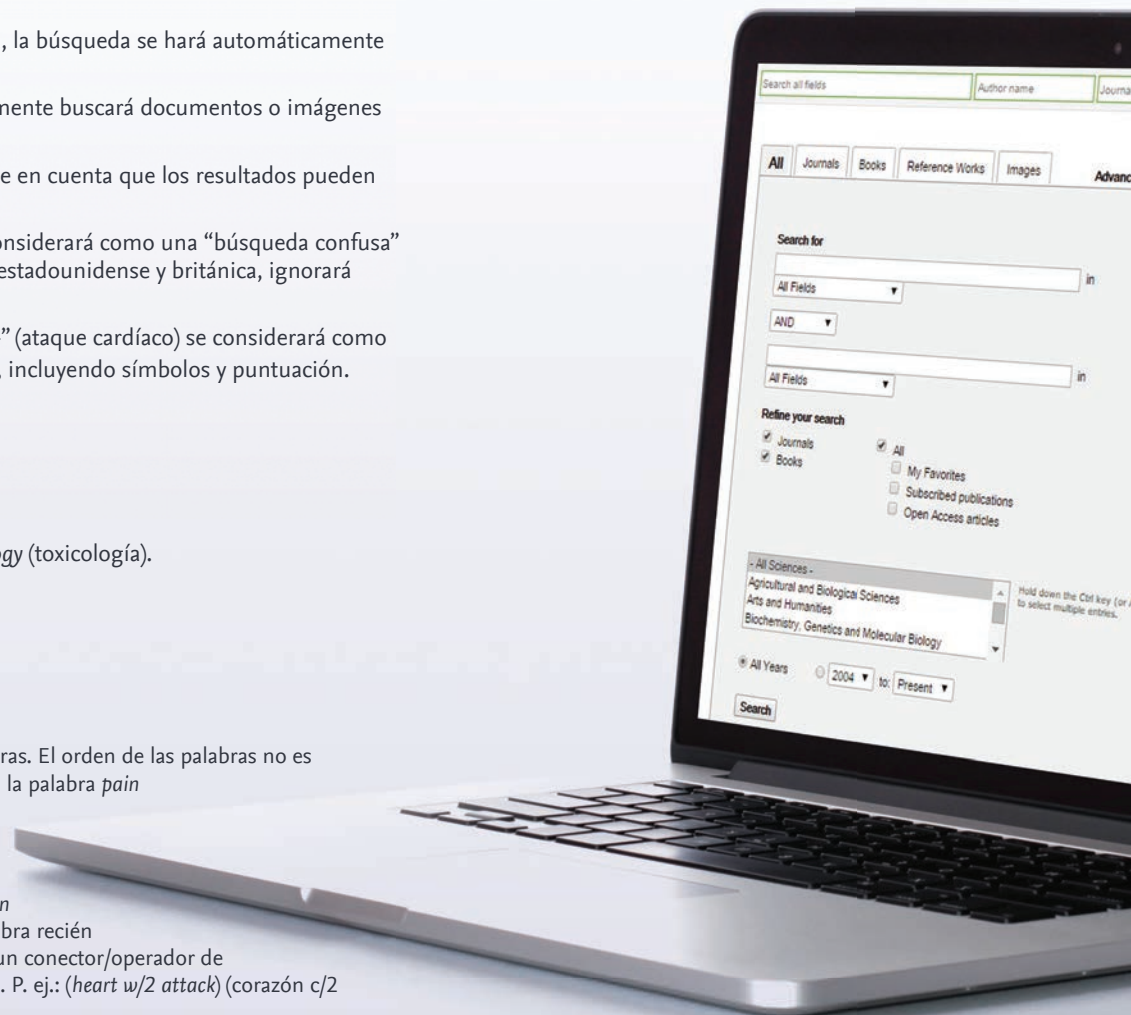 , la búsqueda se hará automáticamente
mente buscará documentos o imágenes
e en cuenta que los resultados pueden
onsiderará como una “búsqueda confusa”
estadounidense y británica, ignorará
” (ataque cardíaco) se considerará como
, incluyendo símbolos y puntuación.
ogy (toxicología).
ras. El orden de las palabras no es
la palabra pain
n
bra recién
un conector/operador de
. P. ej.: (heart w/2 attack) (corazón c/2
Search all fields Author name Journa
All Journals Books Reference Works Images Advanc
Search for
in
All Fields
AND
in
All Fields
Refine your search
Journals All
Books My Favorites
Subscribed publications
Open Access articles
- All Sciences -
Agricultural and Biological Sciences
Arts and Humanities
Biochemistry, Genetics and Molecular Biology
Hold down the Ctrl key (or A
to select multiple entries.
All Years 2004 to: Present
Search